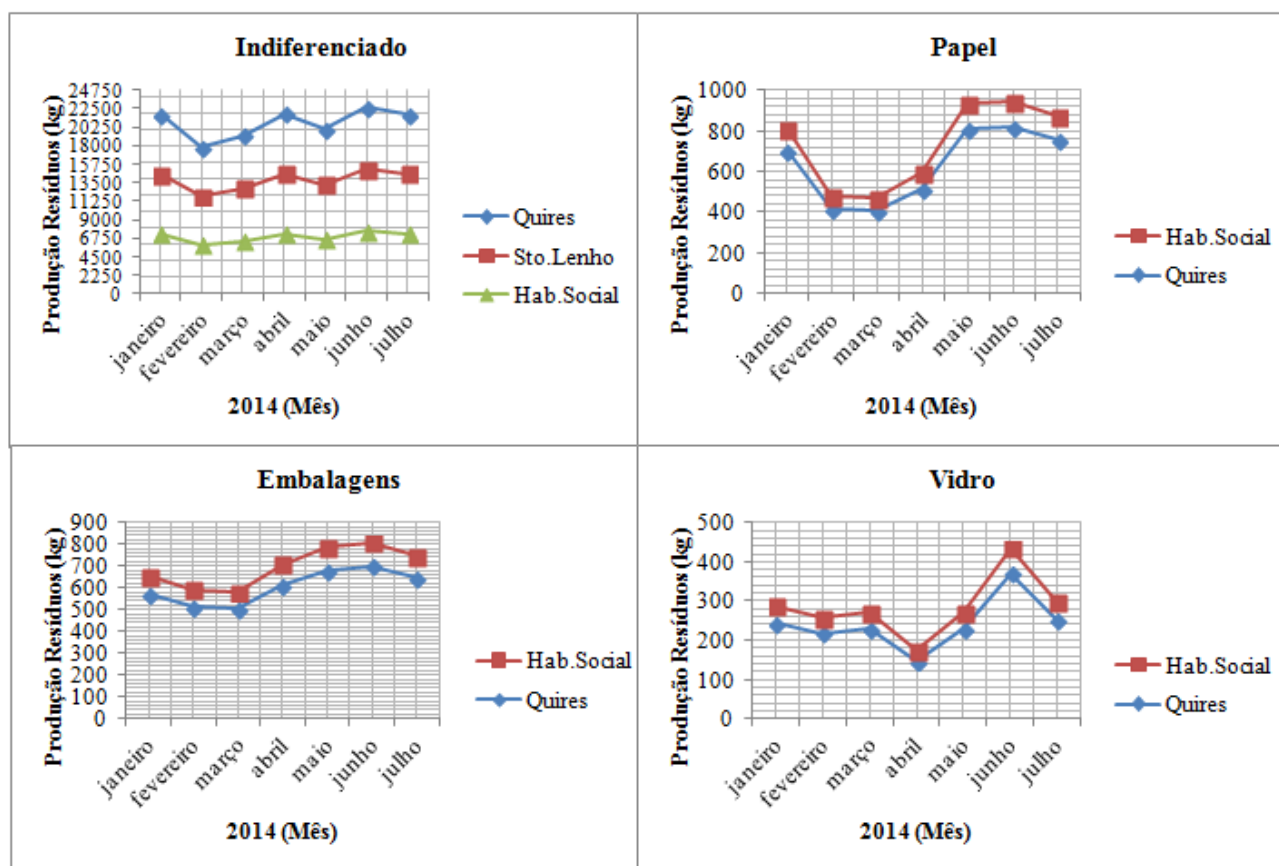 Indiferenciado
Produção Resíduos (kg)
24750
22500
20250
18000
15750
13500
11250
9000
6750
4500
2250
0
janeiro
fevereiro
março
abril
maio
junho
julho
2014 (Mês)
Quires
Sto.Lenho
Hab.Social
Papel
Produção Resíduos (kg)
1000
800
600
400
200
0
janeiro
fevereiro
março
abril
maio
junho
julho
2014 (Mês)
Hab.Social
Quires
Embalagens
Produção Resíduos (kg)
900
800
700
600
500
400
300
200
100
0
janeiro
fevereiro
março
abril
maio
junho
julho
2014 (Mês)
Hab.Social
Quires
Vidro
Produção Resíduos (kg)
500
400
300
200
100
0
janeiro
fevereiro
março
abril
maio
junho
julho
2014 (Mês)
Hab.Social
Quires